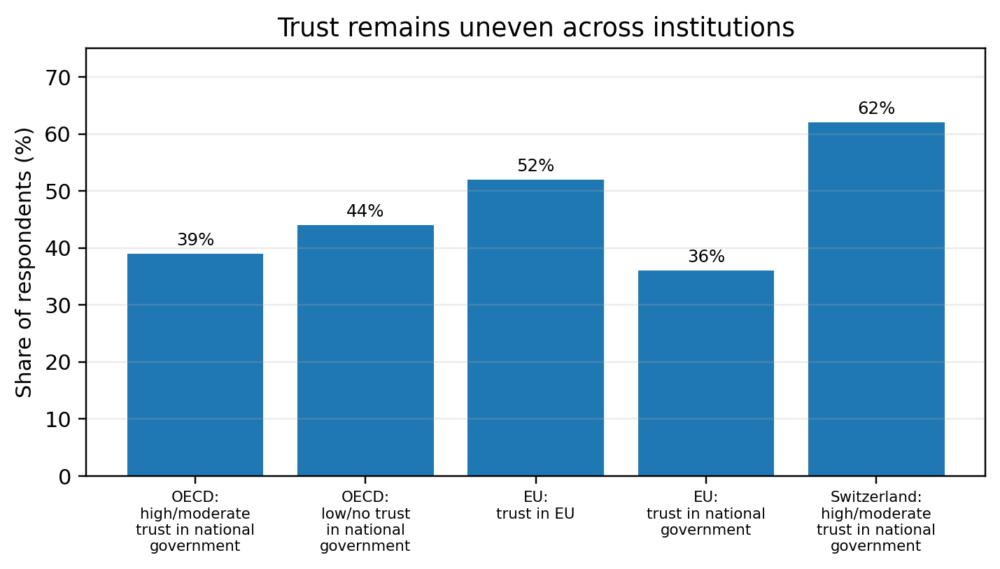 Trust remains uneven across institutions
Share of respondents (%)
70
60
50
40
30
20
10
0
39%
44%
52%
36%
62%
OECD:
high/moderate
trust in national
government
OECD:
low/no trust
in national
government
EU:
trust in EU
EU:
trust in national
government
Switzerland:
high/moderate
trust in national
government